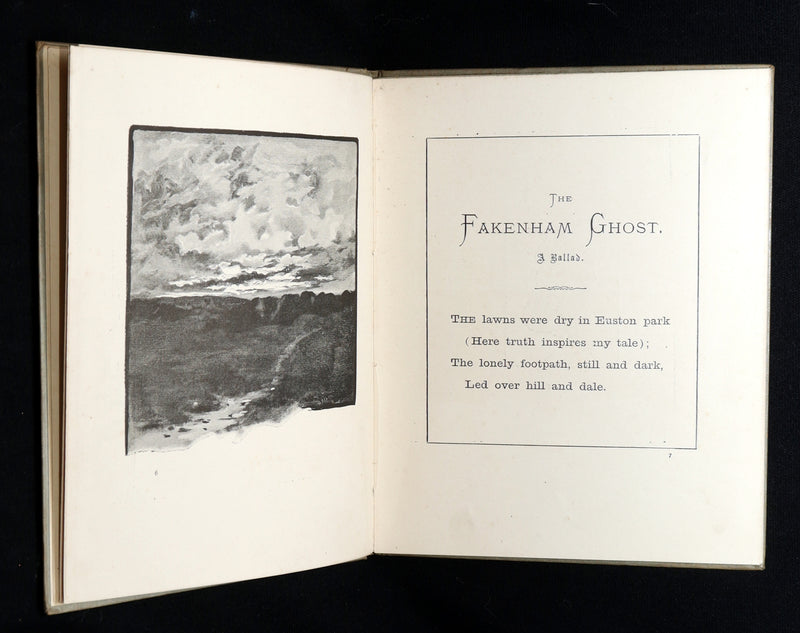 6
The
Fakenham Ghost.
A Ballad.
The lawns were dry in Euston park
(Here truth inspires my tale);
The lonely footpath, still and dark,
Led over hill and dale.
7